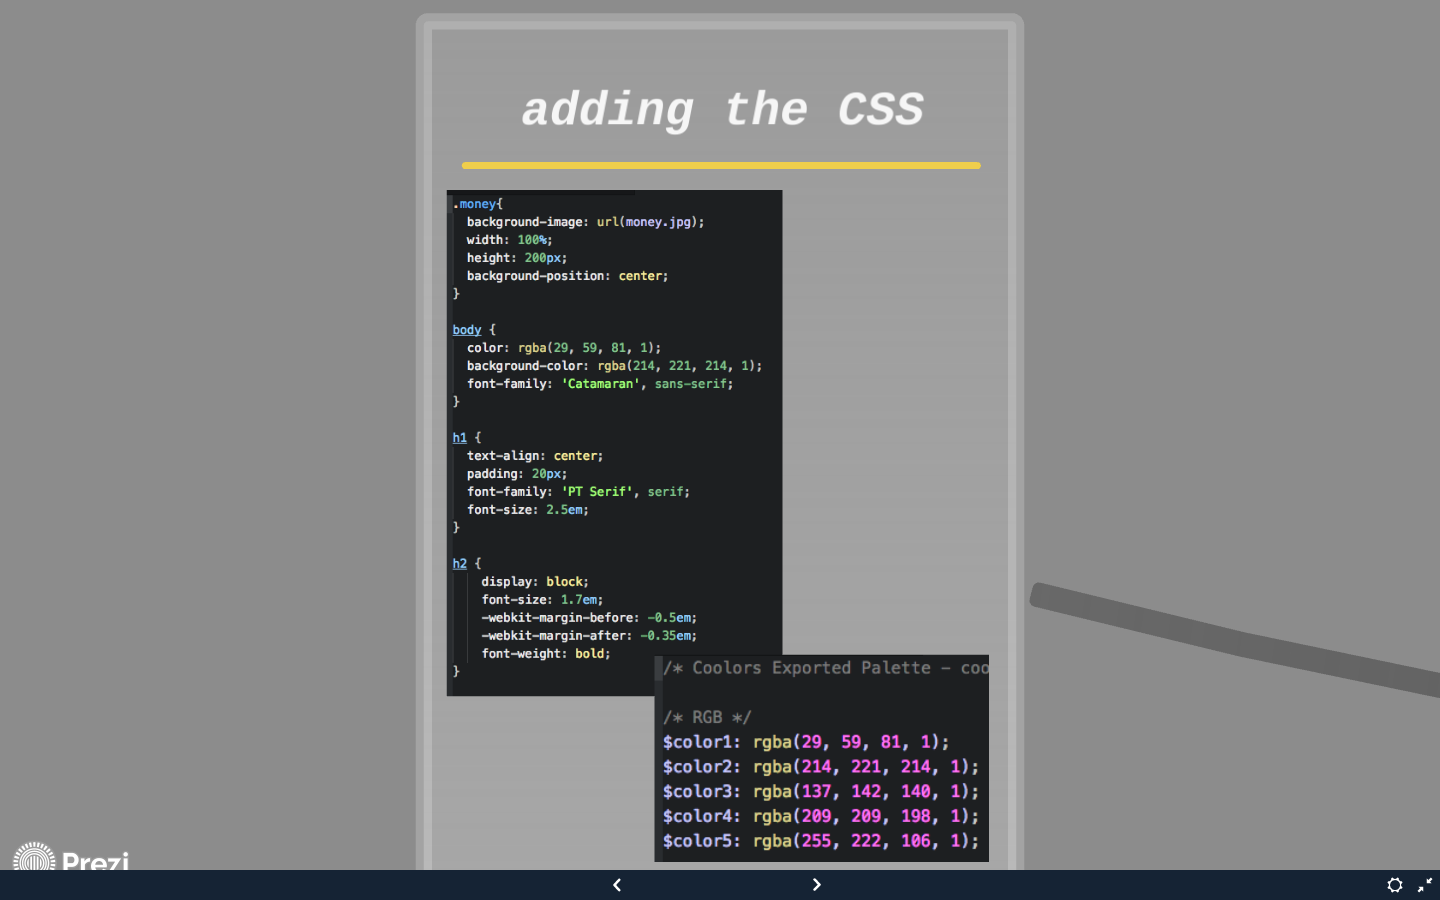 adding the CSS
.money{
background-image: url(money.jpg);
width: 100%;
height: 200px;
background-position: center;
}
body {
color: rgba(29, 59, 81, 1);
background-color: rgba(214, 221, 214, 1);
font-family: 'Catamaran', sans-serif;
}
h1 {
text-align: center;
padding: 20px;
font-family: 'PT Serif', serif;
font-size: 2.5em;
}
h2 {
display: block;
font-size: 1.7em;
-webkit-margin-before: -0.5em;
-webkit-margin-after: -0.35em;
font-weight: bold;
}
/* Coolors Exported Palette - coo
/* RGB */
$color1: rgba(29, 59, 81, 1);
$color2: rgba(214, 221, 214, 1);
$color3: rgba(137, 142, 140, 1);
$color4: rgba(209, 209, 198, 1);
$color5: rgba(255, 222, 106, 1);
Prezi